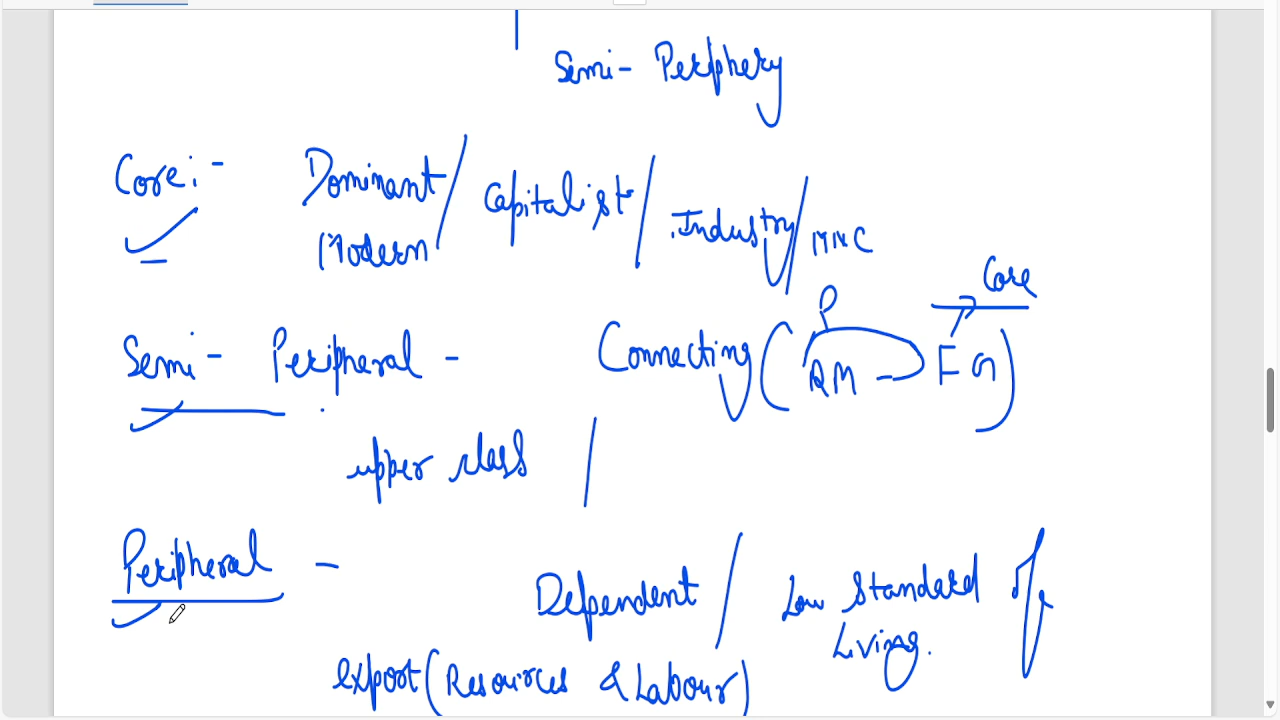 Semi- Periphery
Core:- Dominant/ Capitalist/ Industry/ MNC
Modern
Core
P
Semi- Peripheral - Connecting (RM - FG)
upper class /
Peripheral - Dependent / Low Standard of
Living.
export (Resources & Labour)